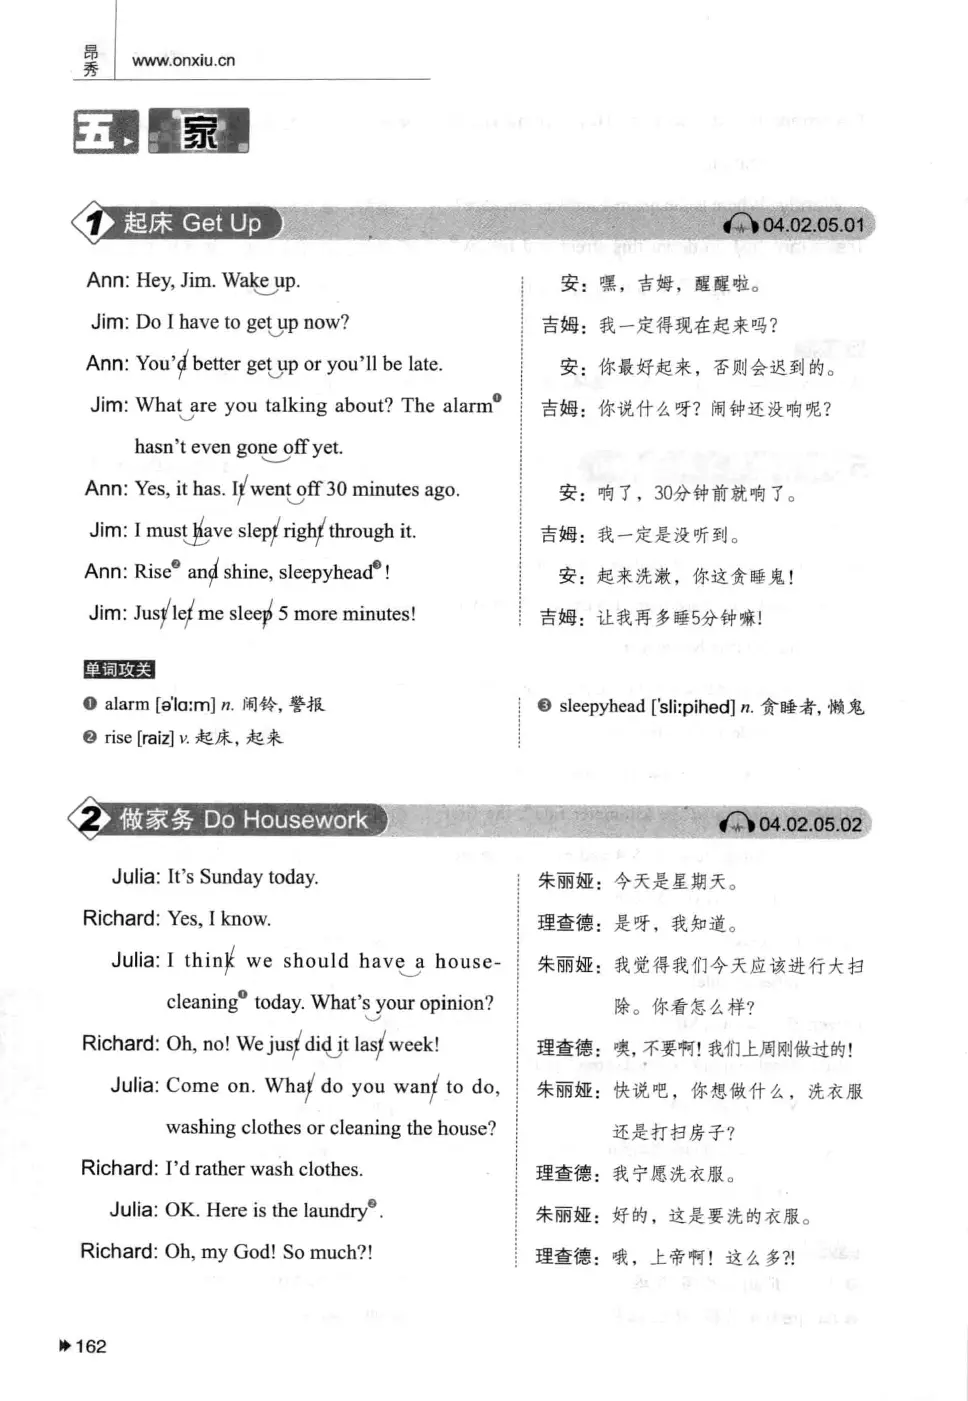 昂秀
www.onxiu.cn
五 家
1 起床 Get Up 04.02.05.01
Ann: Hey, Jim. Wake up.
Jim: Do I have to get up now?
Ann: You'd better get up or you'll be late.
Jim: What are you talking about? The alarm❶
hasn't even gone off yet.
Ann: Yes, it has. It went off 30 minutes ago.
Jim: I must have slept right through it.
Ann: Rise❷ and shine, sleepyhead❸!
Jim: Just let me sleep 5 more minutes!
安：嘿，吉姆，醒醒啦。
吉姆：我一定得现在起来吗？
安：你最好起来，否则会迟到的。
吉姆：你说什么呀？闹钟还没响呢？
安：响了，30分钟前就响了。
吉姆：我一定是没听到。
安：起来洗漱，你这贪睡鬼！
吉姆：让我再多睡5分钟嘛！
单词攻关
❶ alarm [ə'lɑ:m] n. 闹铃，警报
❷ rise [raiz] v. 起床，起来
❸ sleepyhead ['sli:pihed] n. 贪睡者，懒鬼
2 做家务 Do Housework 04.02.05.02
Julia: It's Sunday today.
Richard: Yes, I know.
Julia: I think we should have a house-
cleaning❶ today. What's your opinion?
Richard: Oh, no! We just did it last week!
Julia: Come on. What do you want to do,
washing clothes or cleaning the house?
Richard: I'd rather wash clothes.
Julia: OK. Here is the laundry❷.
Richard: Oh, my God! So much?!
朱丽娅：今天是星期天。
理查德：是呀，我知道。
朱丽娅：我觉得我们今天应该进行大扫
除。你看怎么样？
理查德：噢，不要啊！我们上周刚做过的！
朱丽娅：快说吧，你想做什么，洗衣服
还是打扫房子？
理查德：我宁愿洗衣服。
朱丽娅：好的，这是要洗的衣服。
理查德：哦，上帝啊！这么多?!
162